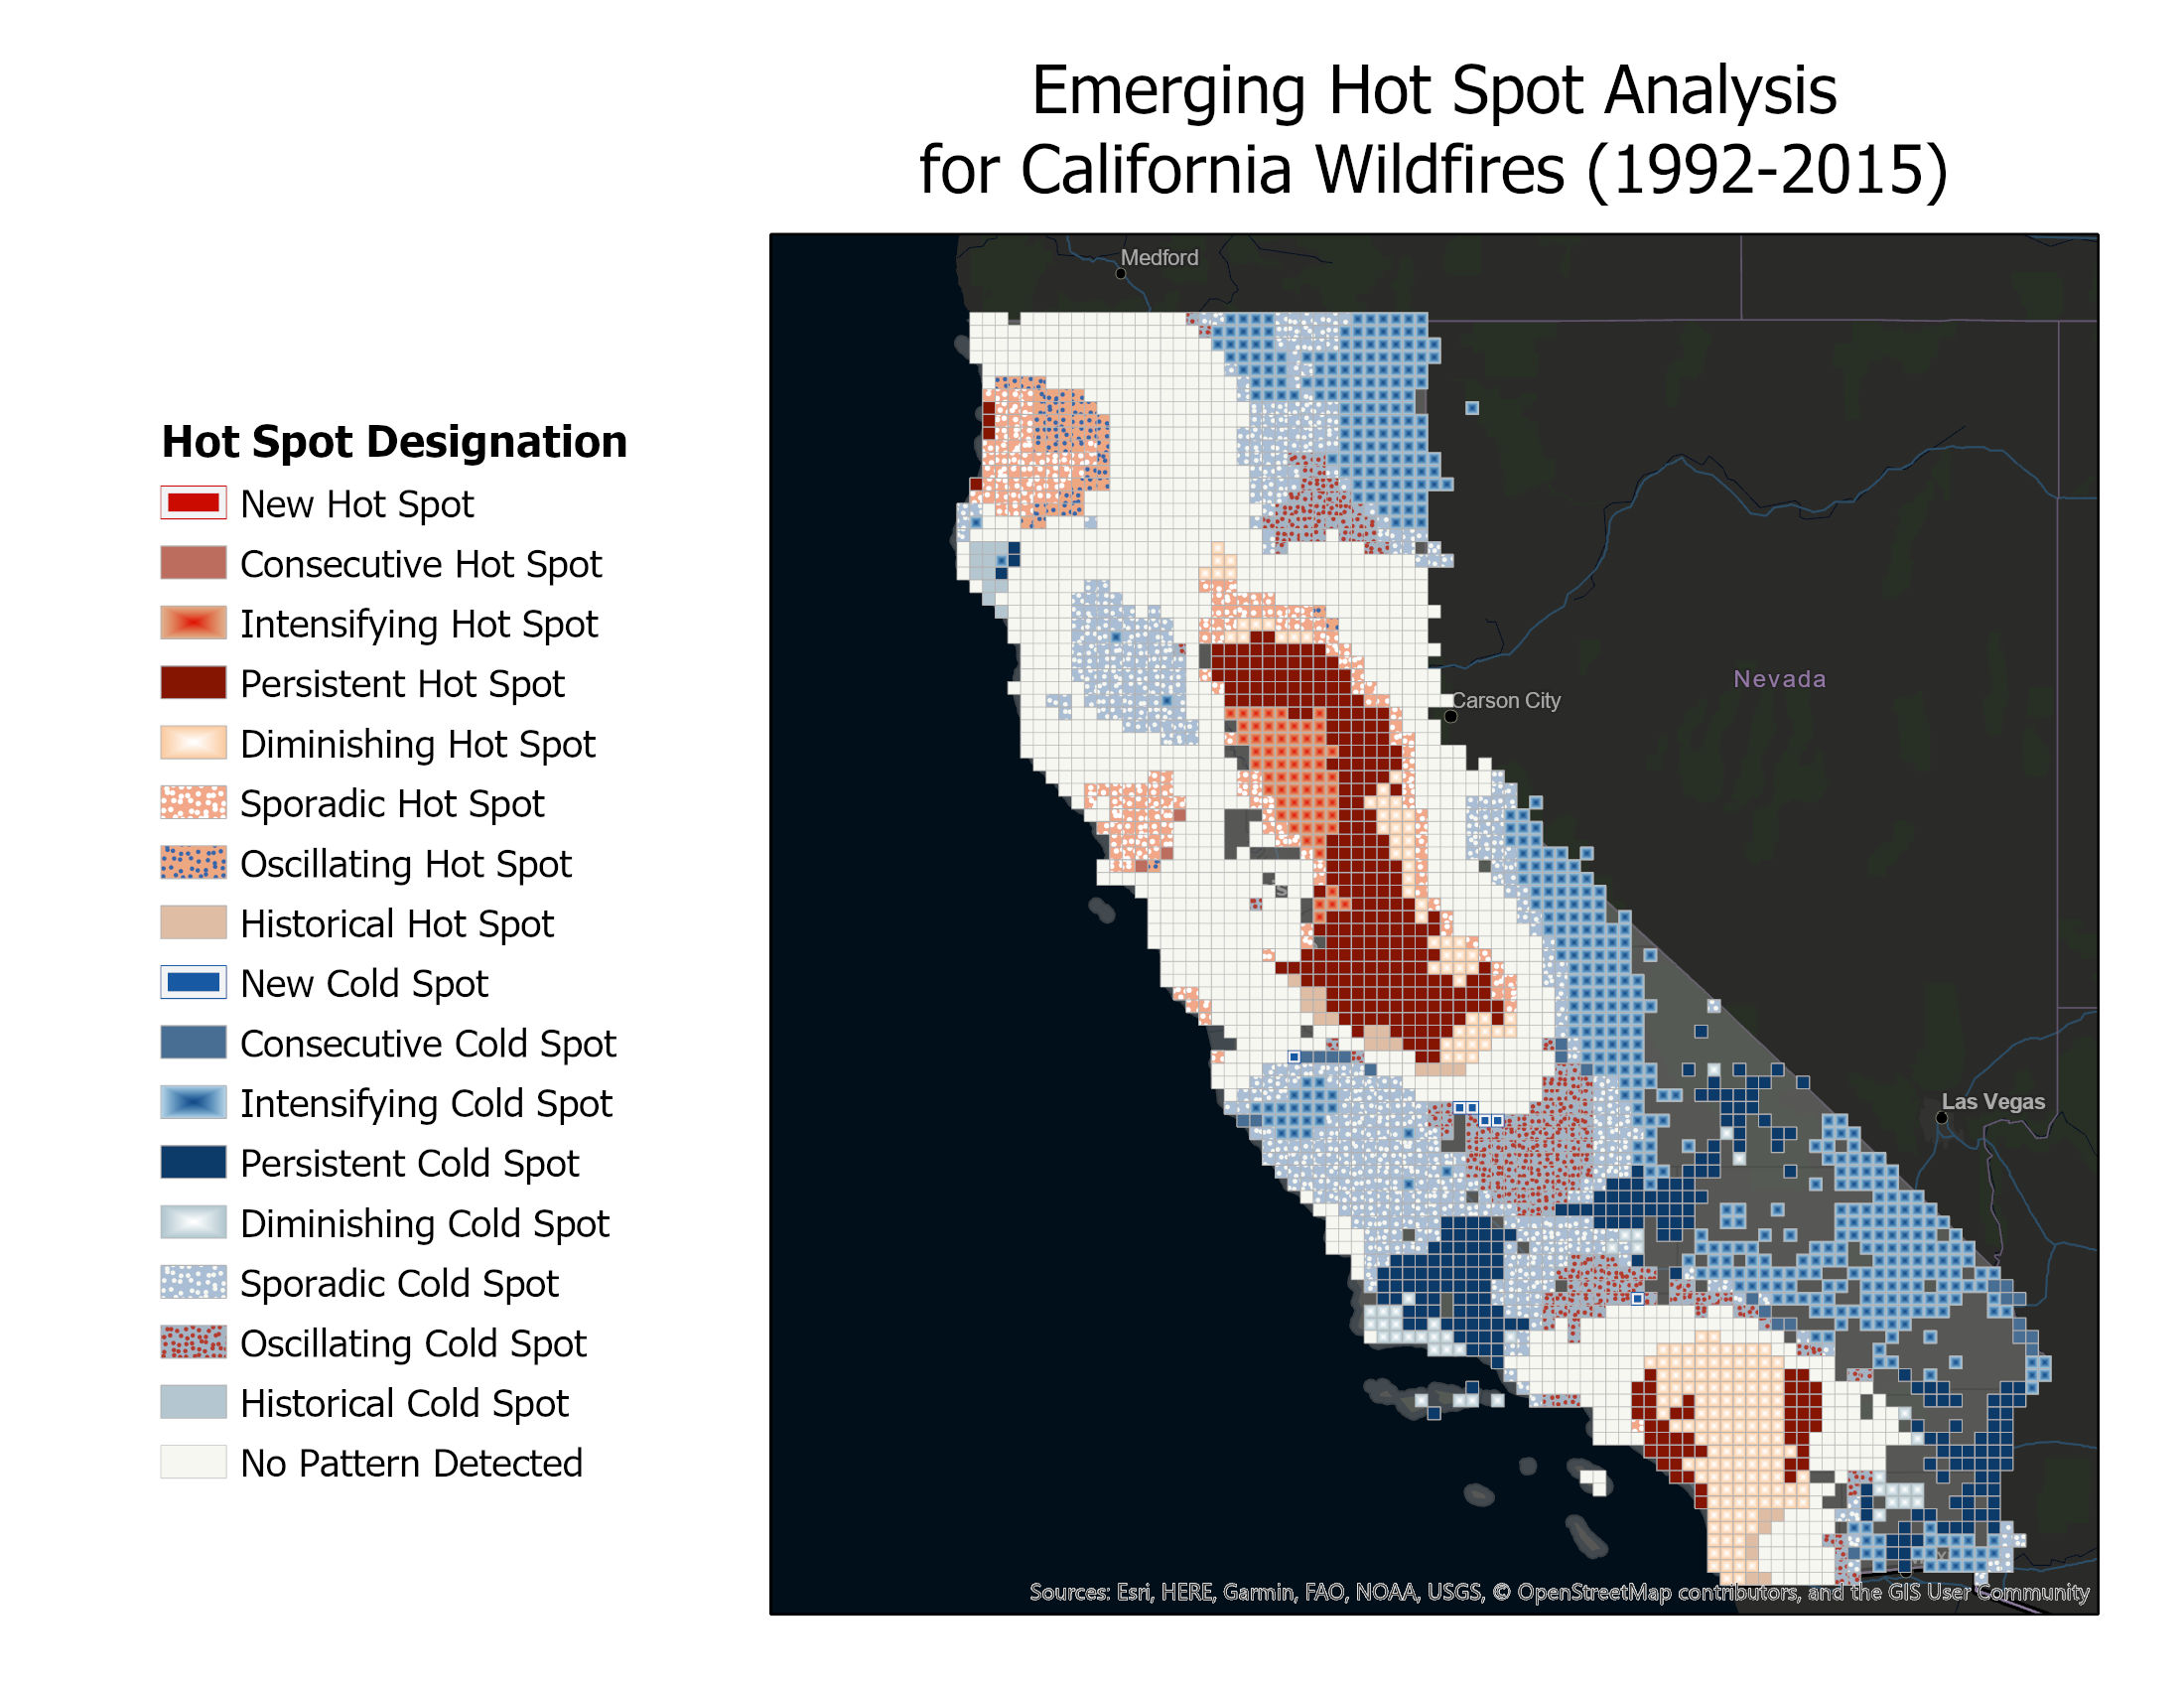 Emerging Hot Spot Analysis
for California Wildfires (1992-2015)
Medford
Hot Spot Designation
New Hot Spot
Consecutive Hot Spot
Intensifying Hot Spot
Persistent Hot Spot
Diminishing Hot Spot
Sporadic Hot Spot
Oscillating Hot Spot
Historical Hot Spot
New Cold Spot
Consecutive Cold Spot
Intensifying Cold Spot
Persistent Cold Spot
Diminishing Cold Spot
Sporadic Cold Spot
Oscillating Cold Spot
Historical Cold Spot
No Pattern Detected
Nevada
Carson City
Las Vegas
Sources: Esri, HERE, Garmin, FAO, NOAA, USGS, © OpenStreetMap contributors, and the GIS User Community